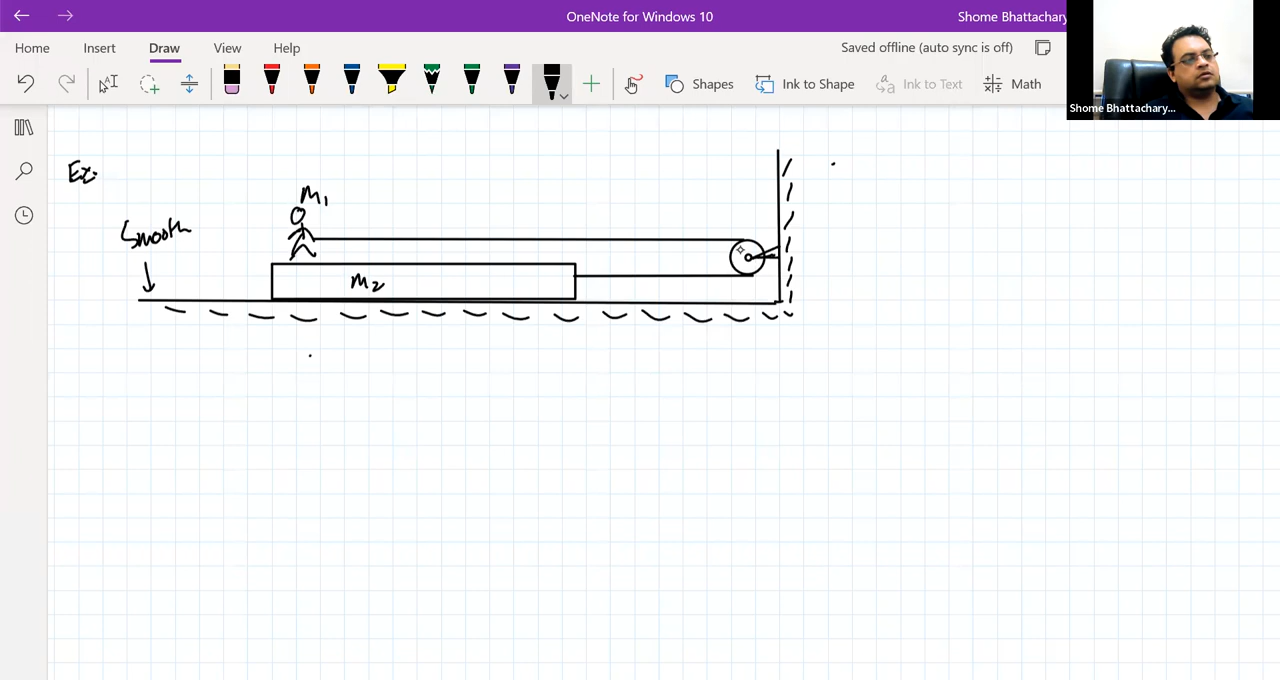 OneNote for Windows 10
Shome Bhattachary
Home Insert Draw View Help
Saved offline (auto sync is off)
Shapes Ink to Shape Ink to Text Math
Shome Bhattachary...
Ex:
M1
Smooth
M2